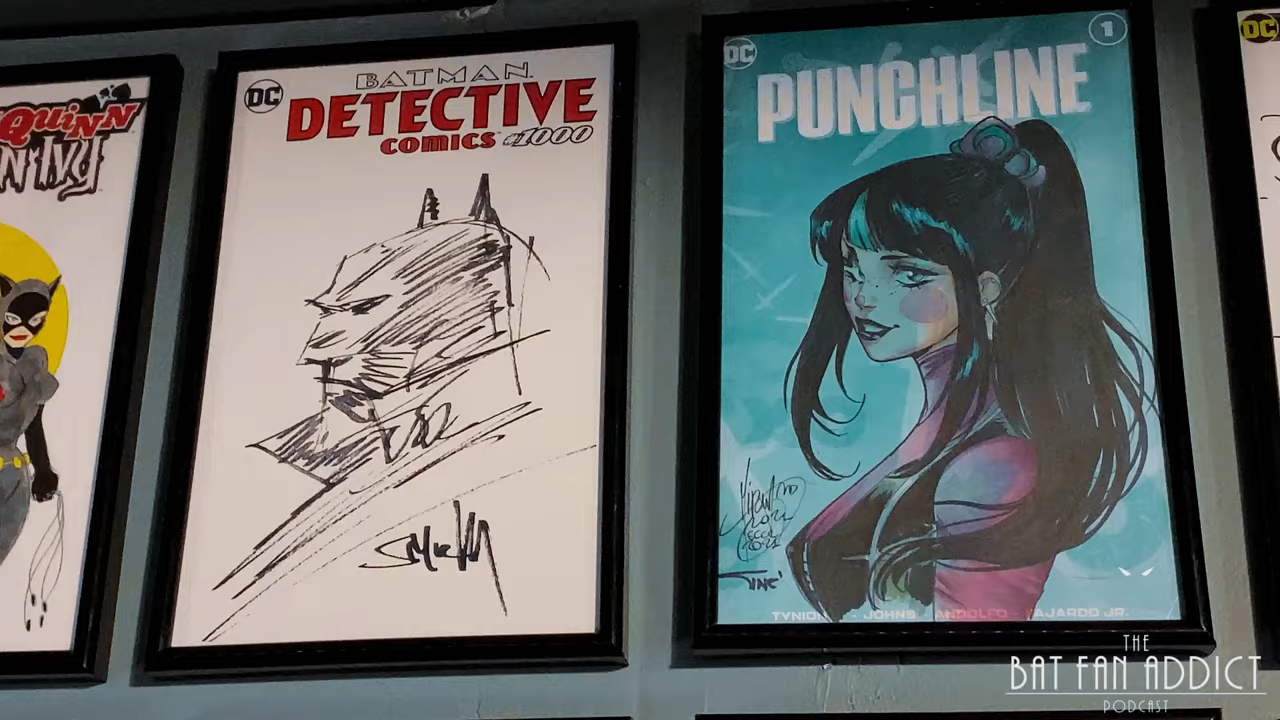 QUINN
N IVY
DC
BATMAN
DETECTIVE
COMICS #1000
DC
1
PUNCHLINE
TYNION - JOHNS - ANDOLFO - FAJARDO JR.
DC
THE
BAT FAN ADDICT
PODCAST